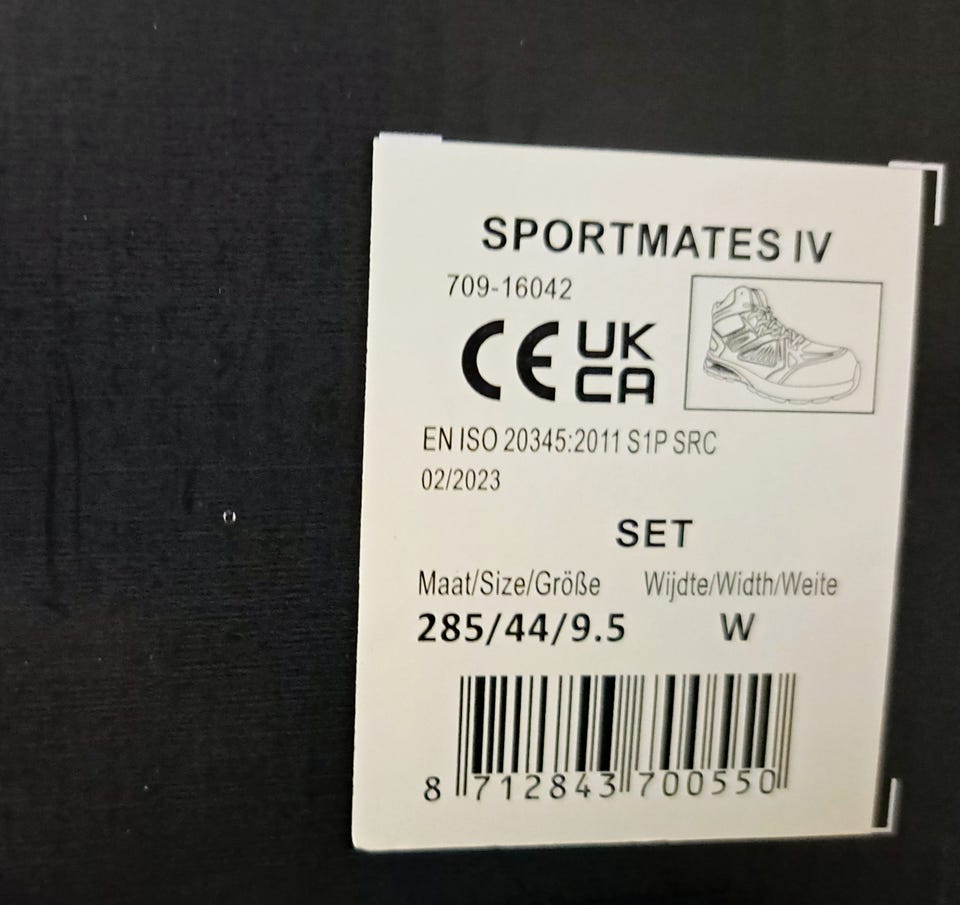 SPORTMATES IV
709-16042
CE UK CA
EN ISO 20345:2011 S1P SRC
02/2023
SET
Maat/Size/Größe Wijdte/Width/Weite
285/44/9.5 W
8 712843 700550